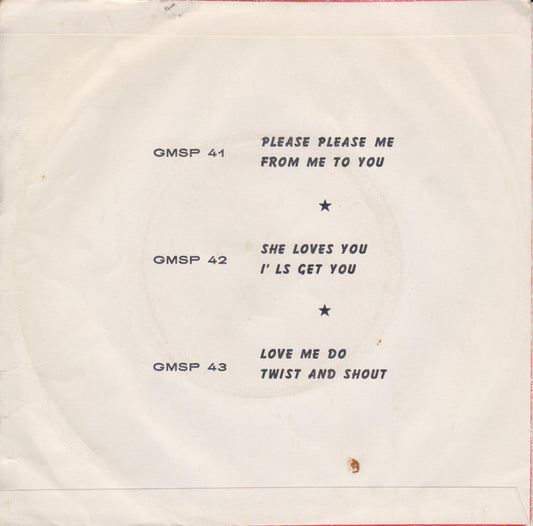 GMSP 41 PLEASE PLEASE ME
FROM ME TO YOU
★
GMSP 42 SHE LOVES YOU
I' LS GET YOU
★
GMSP 43 LOVE ME DO
TWIST AND SHOUT